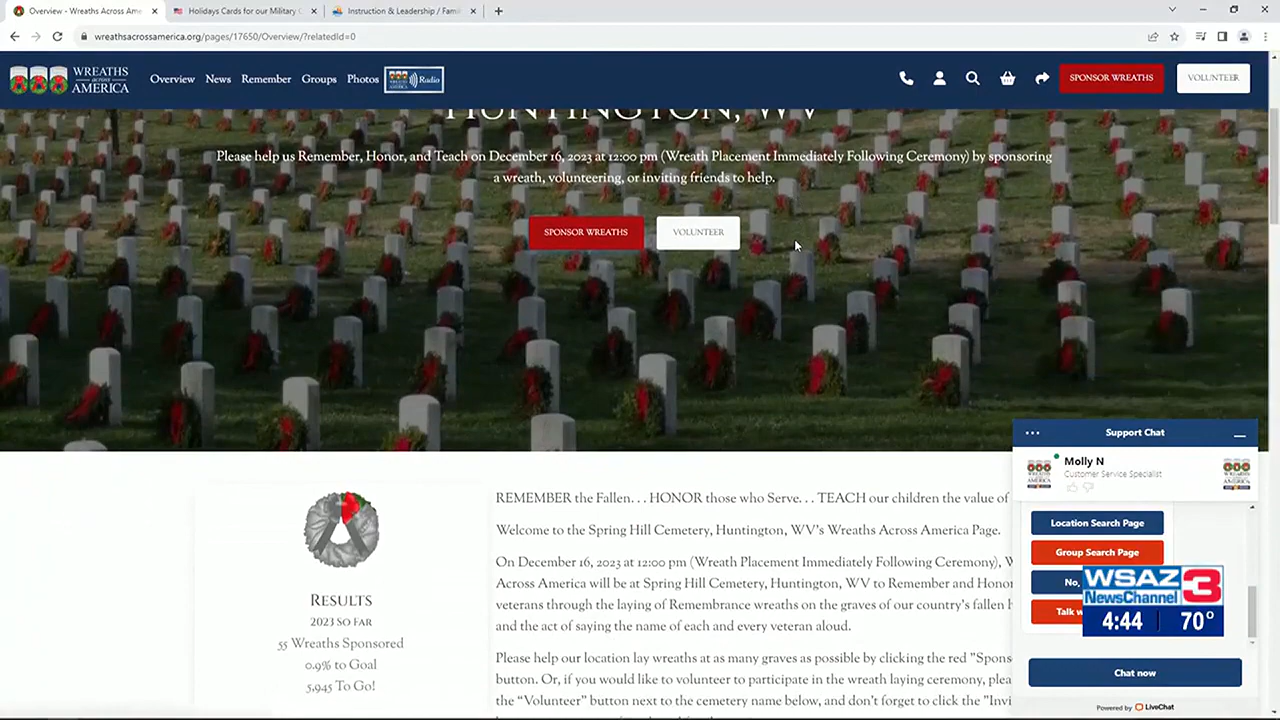 Overview - Wreaths Across Ame
Holidays Cards for our Military
Instruction & Leadership / Fami
wreathsacrossamerica.org/pages/17650/Overview/?relatedId=0
WREATHS
across
AMERICA
Overview
News
Remember
Groups
Photos
Radio
SPONSOR WREATHS
VOLUNTEER
HUNTINGTON, WV
Please help us Remember, Honor, and Teach on December 16, 2023 at 12:00 pm (Wreath Placement Immediately Following Ceremony) by sponsoring
a wreath, volunteering, or inviting friends to help.
SPONSOR WREATHS
VOLUNTEER
RESULTS
2023 SO FAR
55 Wreaths Sponsored
0.9% to Goal
5,945 To Go!
REMEMBER the Fallen. . . HONOR those who Serve. . . TEACH our children the value of
Welcome to the Spring Hill Cemetery, Huntington, WV's Wreaths Across America Page.
On December 16, 2023 at 12:00 pm (Wreath Placement Immediately Following Ceremony), W
Across America will be at Spring Hill Cemetery, Huntington, WV to Remember and Honor
veterans through the laying of Remembrance wreaths on the graves of our country's fallen h
and the act of saying the name of each and every veteran aloud.
Please help our location lay wreaths at as many graves as possible by clicking the red "Spons
button. Or, if you would like to volunteer to participate in the wreath laying ceremony, plea
the "Volunteer" button next to the cemetery name below, and don't forget to click the "Invi
Support Chat
Molly N
Customer Service Specialist
Location Search Page
Group Search Page
No,
Talk w
WSAZ 3
NewsChannel
4:44 70°
Chat now
Powered by LiveChat